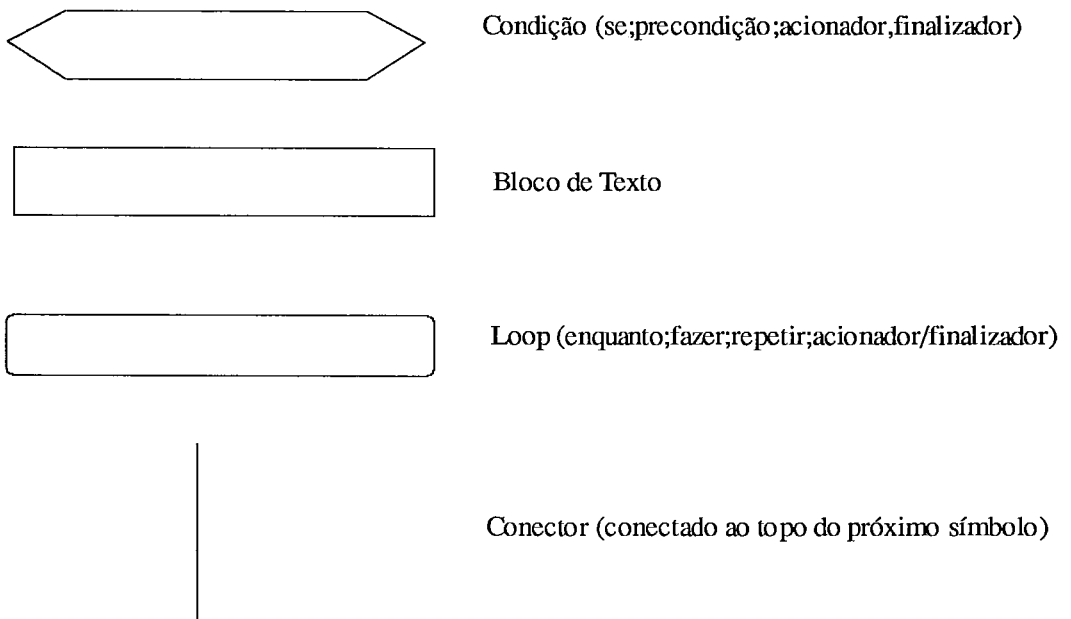 Condição (se;precondição;acionador,finalizador)
Bloco de Texto
Loop (enquanto;fazer;repetir;acionador/finalizador)
Conector (conectado ao topo do próximo símbolo)